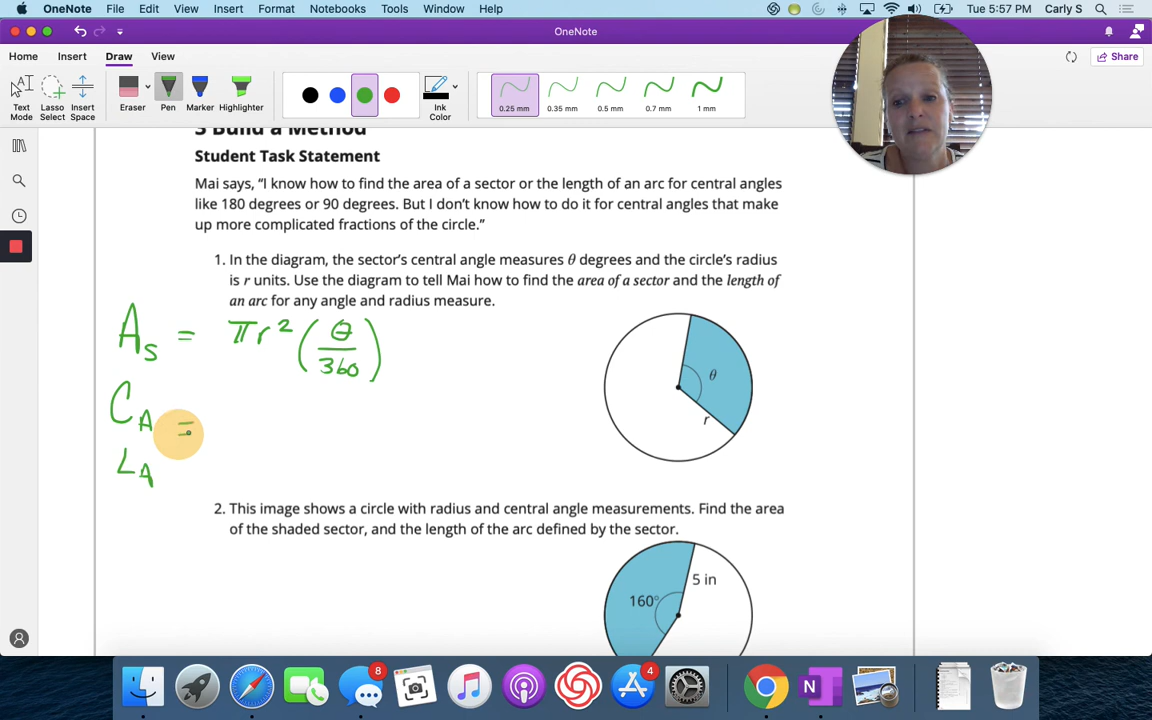 OneNote File Edit View Insert Format Notebooks Tools Window Help Tue 5:57 PM Carly S
OneNote
Home Insert Draw View Share
Text Mode Lasso Select Insert Space Eraser Pen Marker Highlighter Ink Color 0.25 mm 0.35 mm 0.5 mm 0.7 mm 1 mm
3 Build a Method
Student Task Statement
Mai says, “I know how to find the area of a sector or the length of an arc for central angles
like 180 degrees or 90 degrees. But I don’t know how to do it for central angles that make
up more complicated fractions of the circle.”
1. In the diagram, the sector’s central angle measures θ degrees and the circle’s radius
is r units. Use the diagram to tell Mai how to find the area of a sector and the length of
an arc for any angle and radius measure.
A_S = πr² (θ/360)
θ
r
C_A =
L_A
2. This image shows a circle with radius and central angle measurements. Find the area
of the shaded sector, and the length of the arc defined by the sector.
5 in
160°
8
4